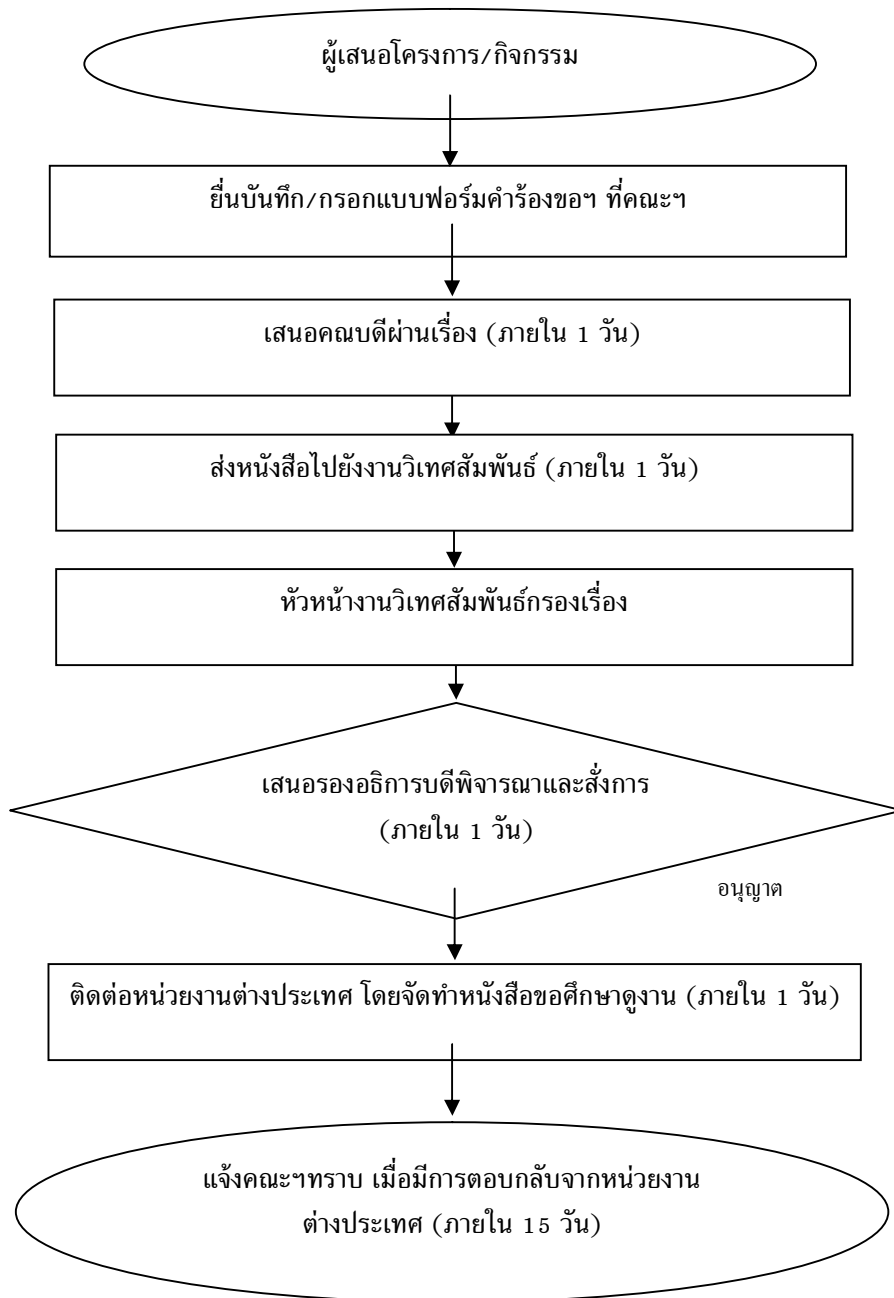 ผู้เสนอโครงการ/กิจกรรม
ยื่นบันทึก/กรอกแบบฟอร์มคำร้องขอฯ ที่คณะฯ
เสนอคณบดีผ่านเรื่อง (ภายใน 1 วัน)
ส่งหนังสือไปยังงานวิเทศสัมพันธ์ (ภายใน 1 วัน)
หัวหน้างานวิเทศสัมพันธ์กรองเรื่อง
เสนอรองอธิการบดีพิจารณาและสั่งการ
(ภายใน 1 วัน)
อนุญาต
ติดต่อหน่วยงานต่างประเทศ โดยจัดทำหนังสือขอศึกษาดูงาน (ภายใน 1 วัน)
แจ้งคณะฯทราบ เมื่อมีการตอบกลับจากหน่วยงาน
ต่างประเทศ (ภายใน 15 วัน)